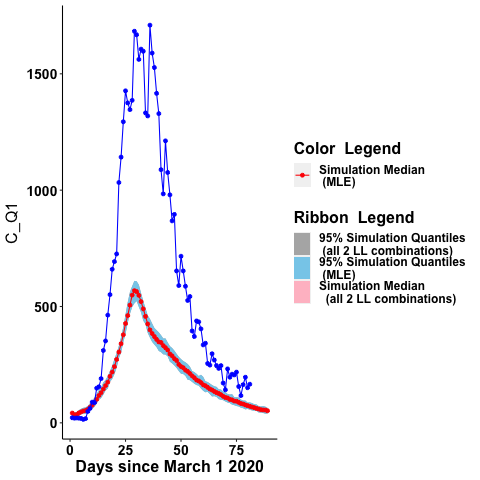 C_Q1
1500
1000
500
0
0 25 50 75
Days since March 1 2020
Color Legend
Simulation Median
(MLE)
Ribbon Legend
95% Simulation Quantiles
(all 2 LL combinations)
95% Simulation Quantiles
(MLE)
Simulation Median
(all 2 LL combinations)